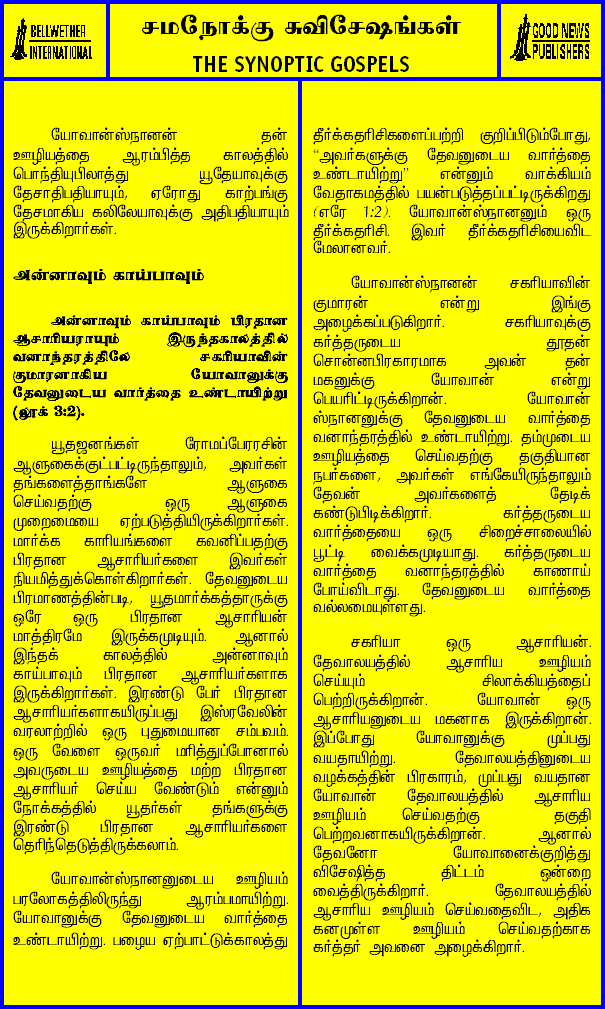 BELLWETHER
INTERNATIONAL
சமநோக்கு சுவிசேஷங்கள்
THE SYNOPTIC GOSPELS
GOOD NEWS
PUBLISHERS
யோவான்ஸ்நானன் தன்
ஊழியத்தை ஆரம்பித்த காலத்தில்
பொந்தியுபிலாத்து யூதேயாவுக்கு
தேசாதிபதியாயும், ஏரோது காற்பங்கு
தேசமாகிய கலிலேயாவுக்கு அதிபதியாயும்
இருக்கிறார்கள்.
அன்னாவும் காய்பாவும்
அன்னாவும் காய்பாவும் பிரதான
ஆசாரியராயும் இருந்தகாலத்தில்
வனாந்தரத்திலே சகரியாவின்
குமாரனாகிய யோவானுக்கு
தேவனுடைய வார்த்தை உண்டாயிற்று
(லூக் 3:2).
யூதஜனங்கள் ரோமப்பேரரசின்
ஆளுகைக்குட்பட்டிருந்தாலும், அவர்கள்
தங்களைத்தாங்களே ஆளுகை
செய்வதற்கு ஒரு ஆளுகை
முறைமையை ஏற்படுத்தியிருக்கிறார்கள்.
மார்க்க காரியங்களை கவனிப்பதற்கு
பிரதான ஆசாரியர்களை இவர்கள்
நியமித்துக்கொள்கிறார்கள். தேவனுடைய
பிரமாணத்தின்படி, யூதமார்க்கத்தாருக்கு
ஒரே ஒரு பிரதான ஆசாரியன்
மாத்திரமே இருக்கமுடியும். ஆனால்
இந்தக் காலத்தில் அன்னாவும்
காய்பாவும் பிரதான ஆசாரியர்களாக
இருக்கிறார்கள். இரண்டு பேர் பிரதான
ஆசாரியர்களாகயிருப்பது இஸ்ரவேலின்
வரலாற்றில் ஒரு புதுமையான சம்பவம்.
ஒரு வேளை ஒருவர் மரித்துப்போனால்
அவருடைய ஊழியத்தை மற்ற பிரதான
ஆசாரியர் செய்ய வேண்டும் என்னும்
நோக்கத்தில் யூதர்கள் தங்களுக்கு
இரண்டு பிரதான ஆசாரியர்களை
தெரிந்தெடுத்திருக்கலாம்.
யோவான்ஸ்நானனுடைய ஊழியம்
பரலோகத்திலிருந்து ஆரம்பமாயிற்று.
யோவானுக்கு தேவனுடைய வார்த்தை
உண்டாயிற்று. பழைய ஏற்பாட்டுக்காலத்து
தீர்க்கதரிசிகளைப்பற்றி குறிப்பிடும்போது,
“அவர்களுக்கு தேவனுடைய வார்த்தை
உண்டாயிற்று” என்னும் வாக்கியம்
வேதாகமத்தில் பயன்படுத்தப்பட்டிருக்கிறது
(எரே 1:2). யோவான்ஸ்நானனும் ஒரு
தீர்க்கதரிசி. இவர் தீர்க்கதரிசியைவிட
மேலானவர்.
யோவான்ஸ்நானன் சகரியாவின்
குமாரன் என்று இங்கு
அழைக்கப்படுகிறார். சகரியாவுக்கு
கர்த்தருடைய தூதன்
சொன்னபிரகாரமாக அவன் தன்
மகனுக்கு யோவான் என்று
பெயரிட்டிருக்கிறான். யோவான்
ஸ்நானனுக்கு தேவனுடைய வார்த்தை
வனாந்தரத்தில் உண்டாயிற்று. தம்முடைய
ஊழியத்தை செய்வதற்கு தகுதியான
நபர்களை, அவர்கள் எங்கேயிருந்தாலும்
தேவன் அவர்களைத் தேடிக்
கண்டுபிடிக்கிறார். கர்த்தருடைய
வார்த்தையை ஒரு சிறைச்சாலையில்
பூட்டி வைக்கமுடியாது. கர்த்தருடைய
வார்த்தை வனாந்தரத்தில் காணாய்
போய்விடாது. தேவனுடைய வார்த்தை
வல்லமையுள்ளது.
சகரியா ஒரு ஆசாரியன்.
தேவாலயத்தில் ஆசாரிய ஊழியம்
செய்யும் சிலாக்கியத்தைப்
பெற்றிருக்கிறான். யோவான் ஒரு
ஆசாரியனுடைய மகனாக இருக்கிறான்.
இப்போது யோவானுக்கு முப்பது
வயதாயிற்று. தேவாலயத்தினுடைய
வழக்கத்தின் பிரகாரம், முப்பது வயதான
யோவான் தேவாலயத்தில் ஆசாரிய
ஊழியம் செய்வதற்கு தகுதி
பெற்றவனாகயிருக்கிறான். ஆனால்
தேவனோ யோவானைக்குறித்து
விசேஷித்த திட்டம் ஒன்றை
வைத்திருக்கிறார். தேவாலயத்தில்
ஆசாரிய ஊழியம் செய்வதைவிட, அதிக
கனமுள்ள ஊழியம் செய்வதற்காக
கர்த்தர் அவனை அழைக்கிறார்.